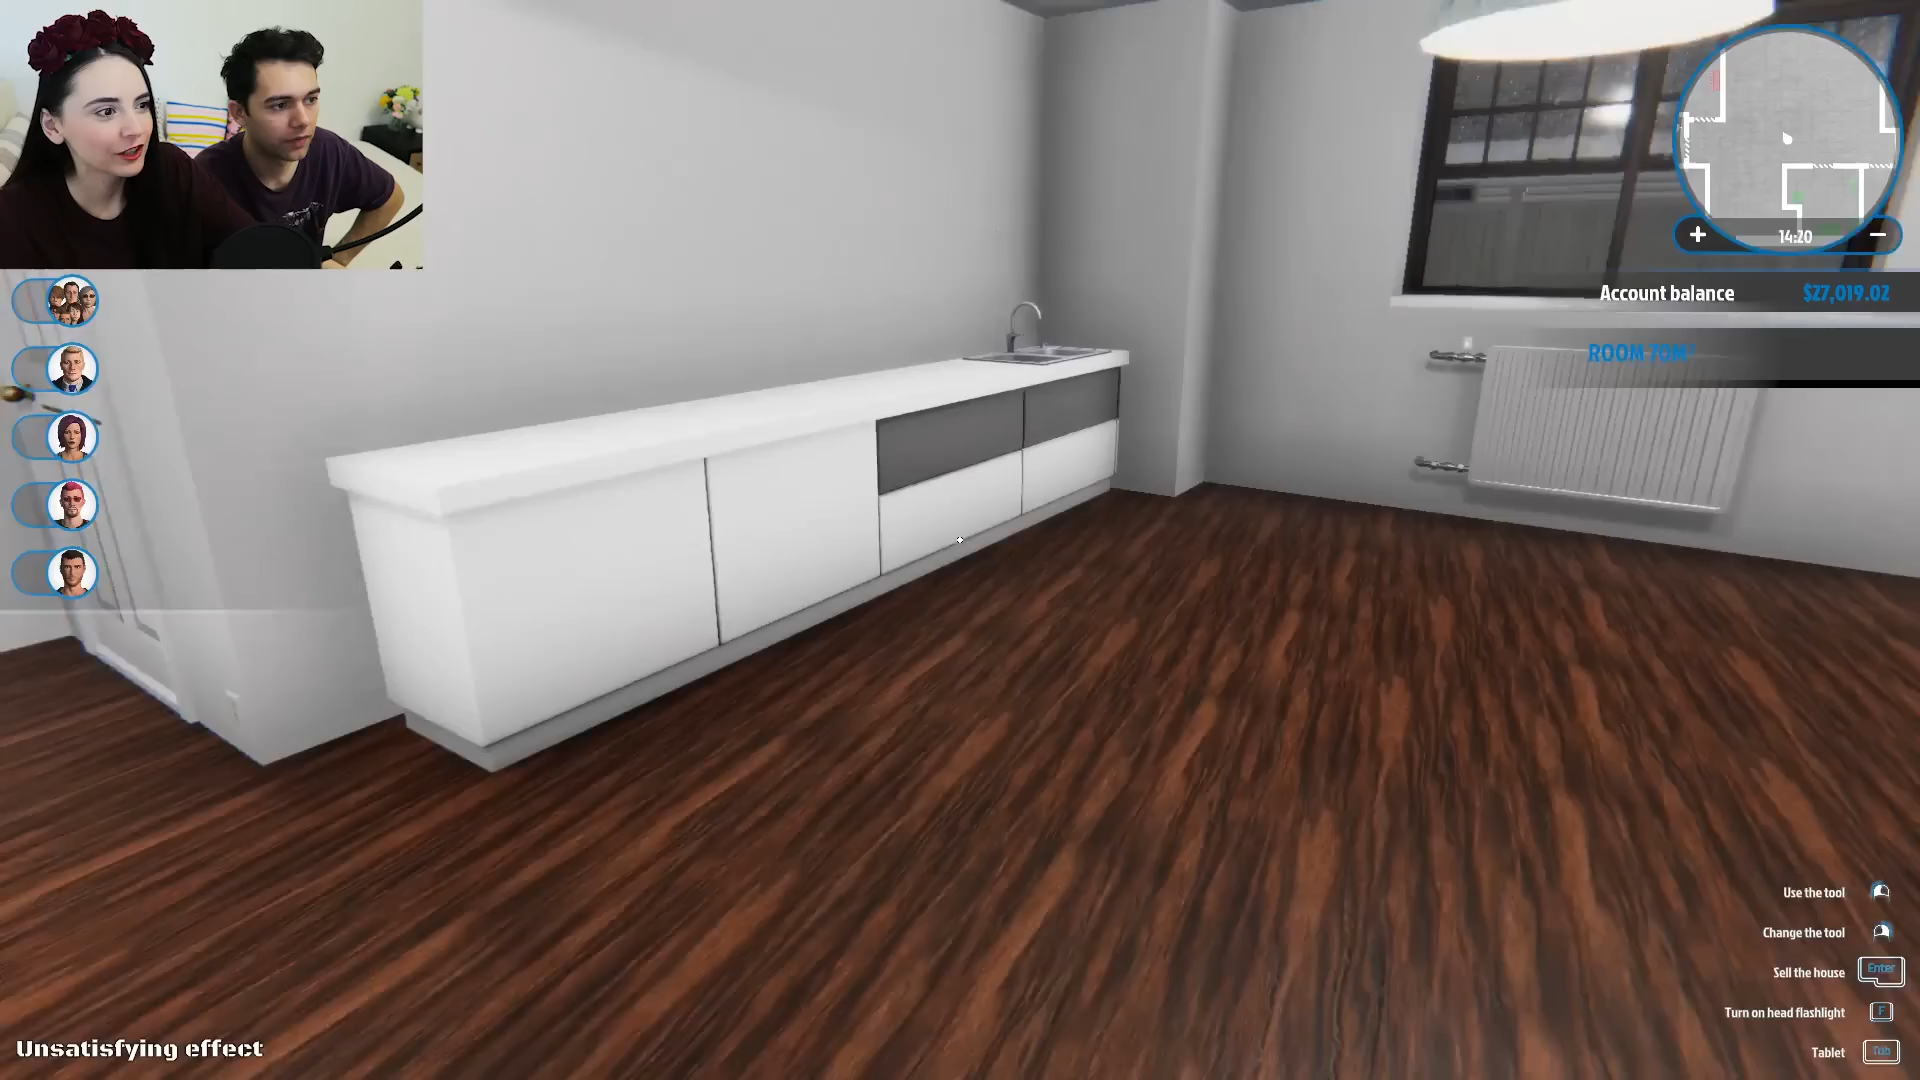 + 14:20 −
Account balance $27,019.02
ROOM 70M²
Use the tool
Change the tool
Sell the house Enter
Turn on head flashlight F
Tablet Tab
Unsatisfying effect